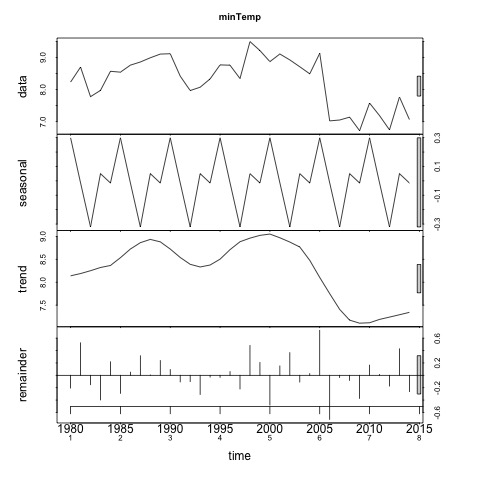 minTemp
data
7.0 8.0 9.0
seasonal
-0.3 -0.1 0.1 0.3
trend
7.5 8.0 8.5 9.0
remainder
-0.6 -0.2 0.2 0.6
1980 1985 1990 1995 2000 2005 2010 2015
1 2 3 4 5 6 7 8
time